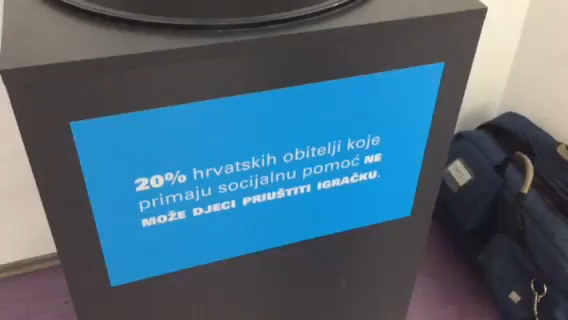 20% hrvatskih obitelji koje
primaju socijalnu pomoć NE
MOŽE DJECI PRIUŠTITI IGRAČKU.